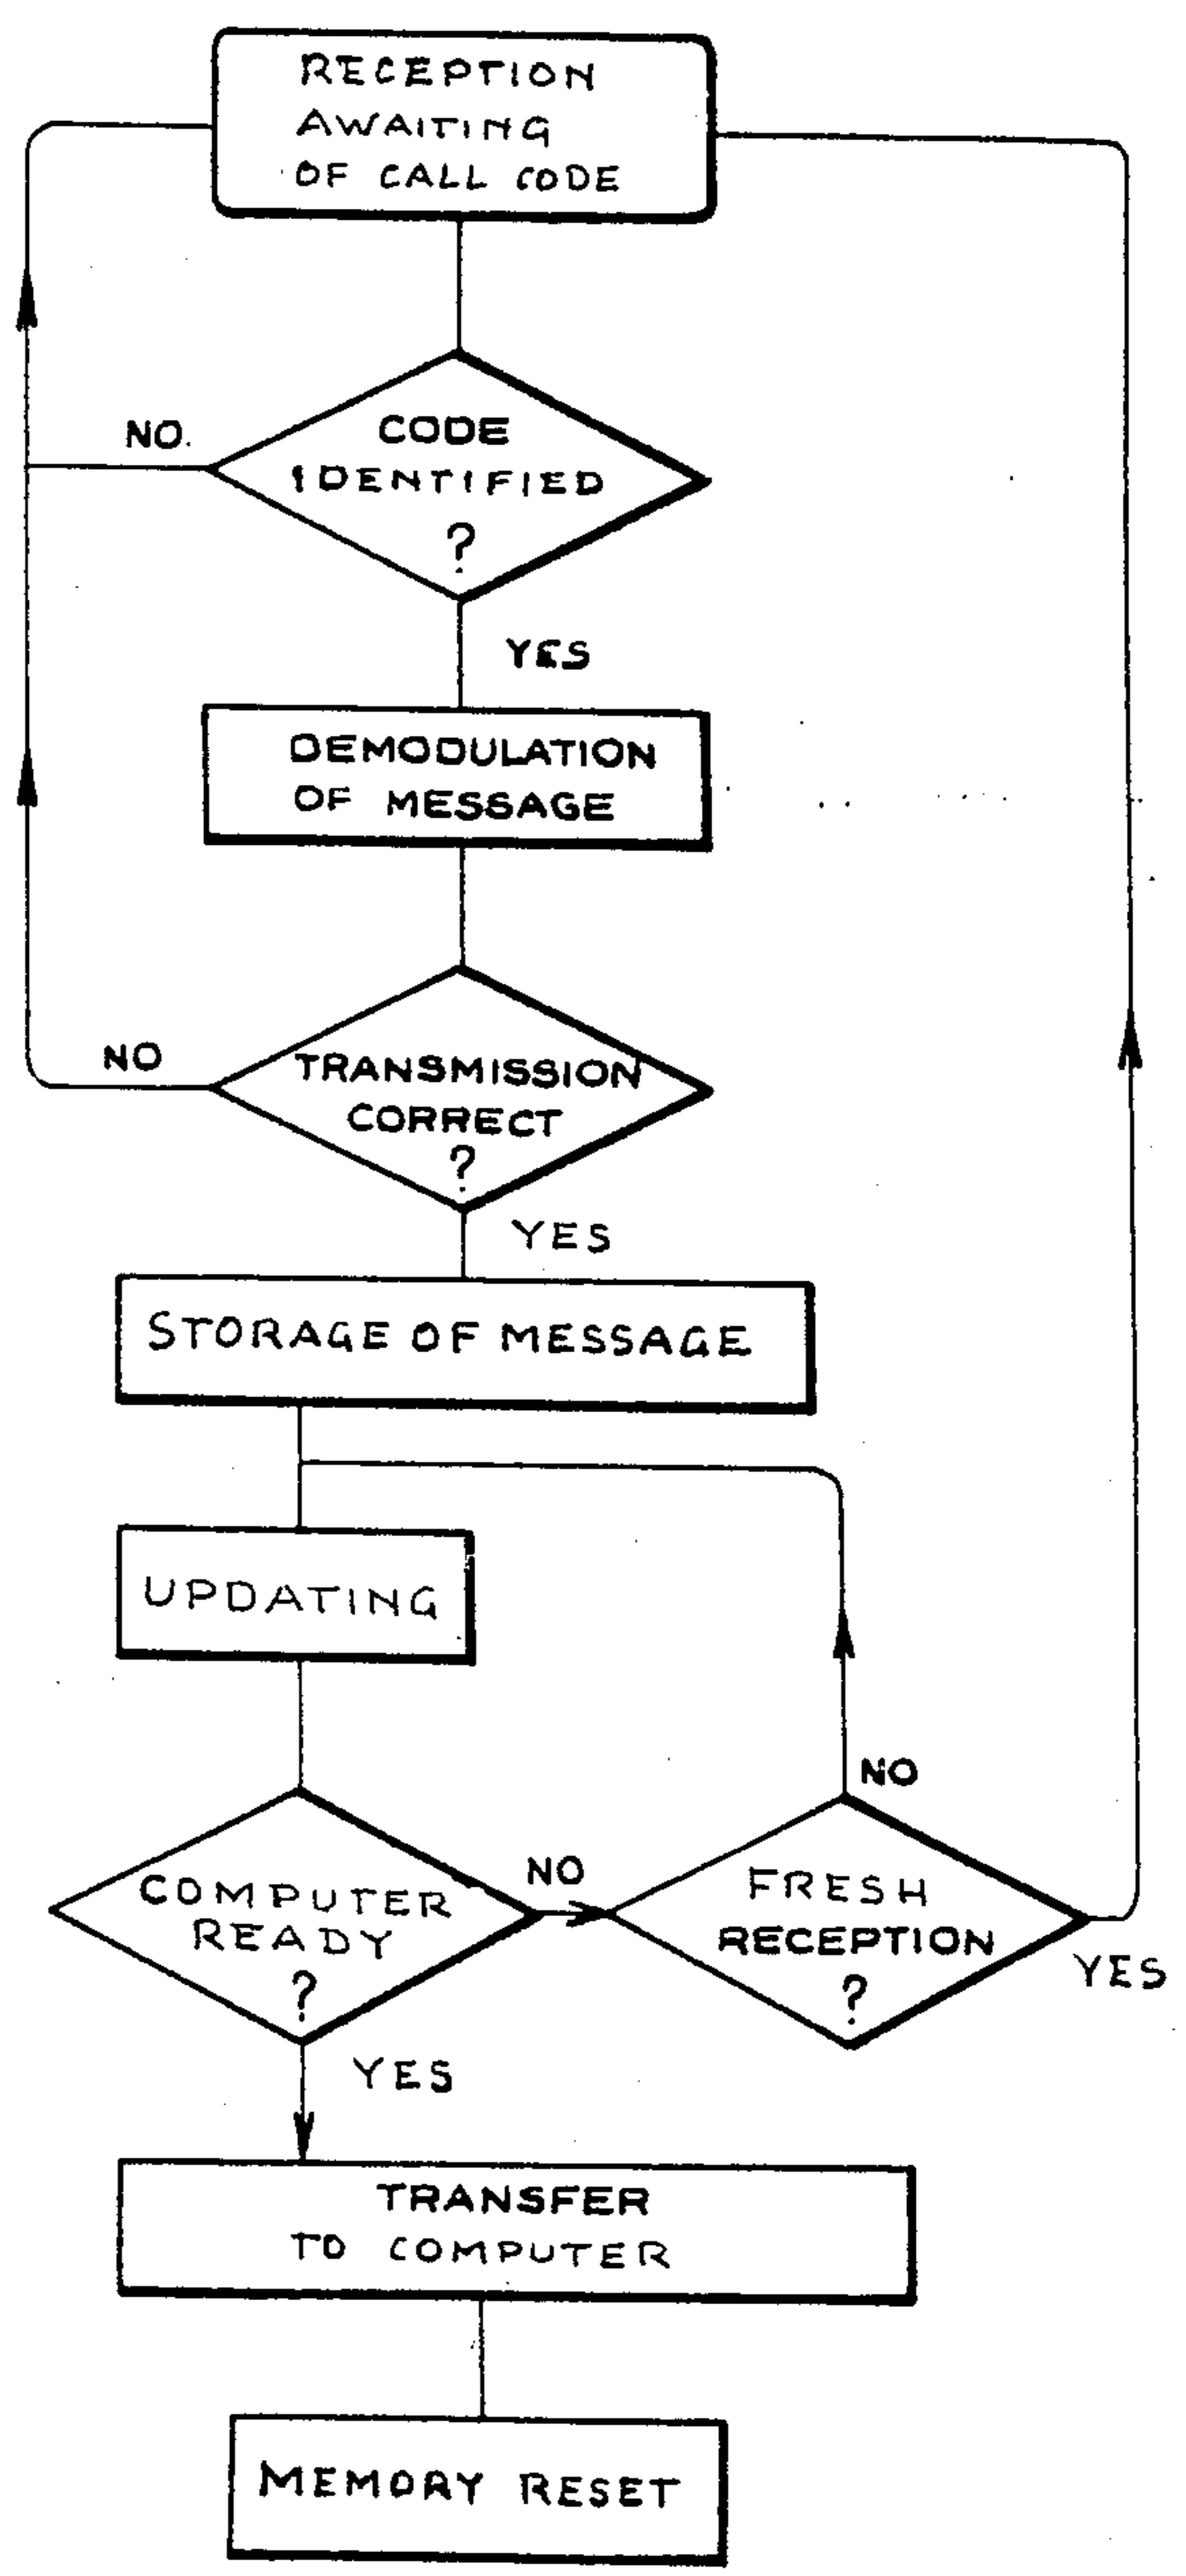 RECEPTION
AWAITING
OF CALL CODE
CODE
IDENTIFIED
?
NO.
YES
DEMODULATION
OF MESSAGE
TRANSMISSION
CORRECT
?
NO
YES
STORAGE OF MESSAGE
UPDATING
COMPUTER
READY
?
NO
YES
FRESH
RECEPTION
?
NO
YES
TRANSFER
TO COMPUTER
MEMORY RESET